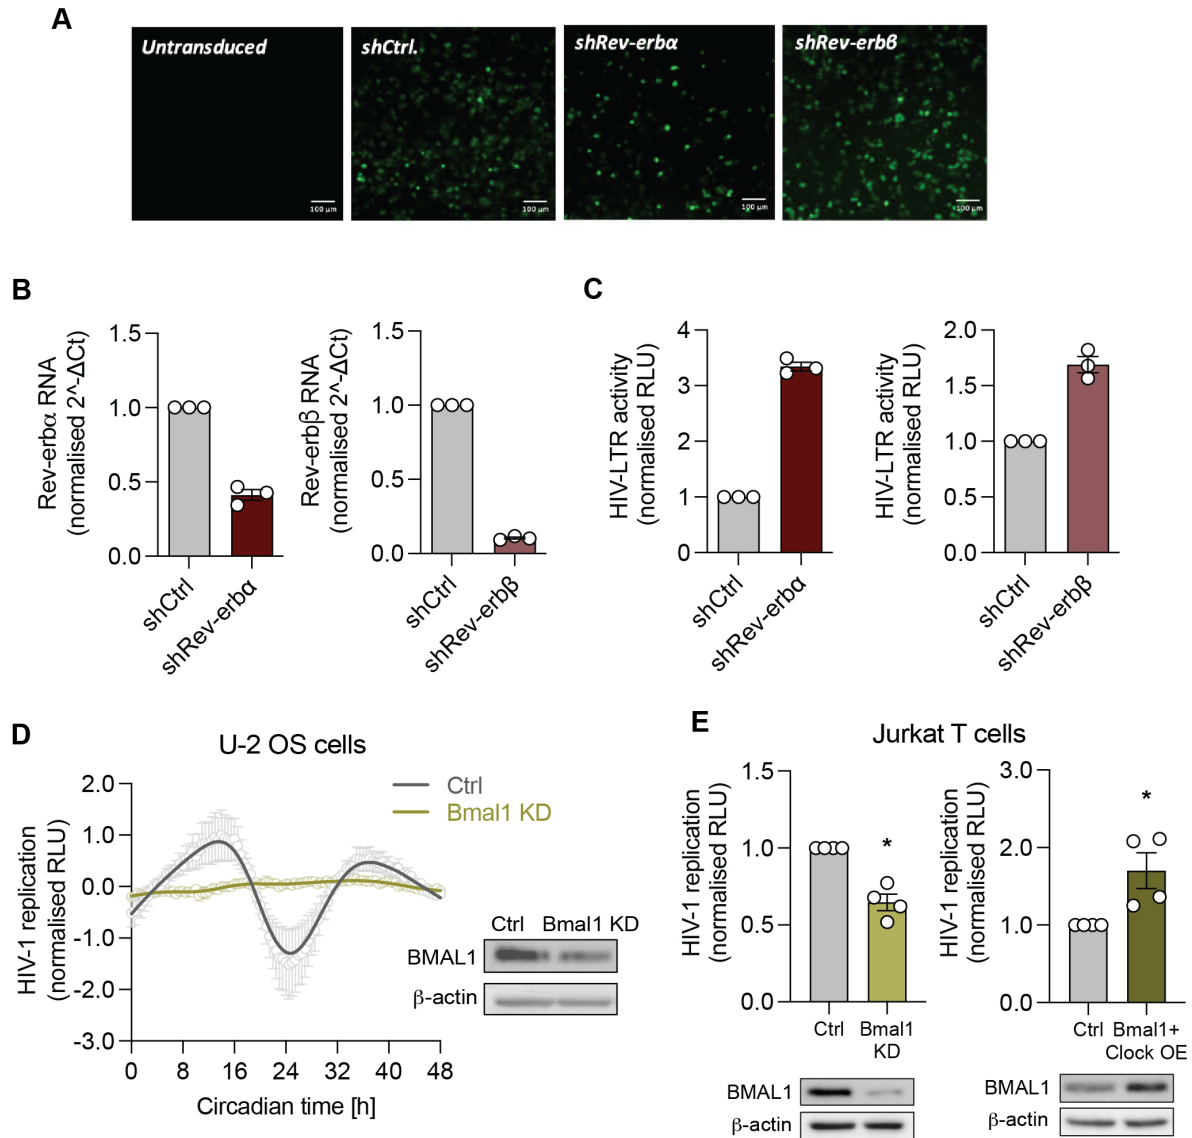 A
Untransduced
shCtrl.
shRev-erbα
shRev-erbß
100 µm
100 µm
100 µm
100 µm
B
Rev-erbα RNA
(normalised 2^-ΔCt)
1.5
1.0
0.5
0.0
shCtrl
shRev-erbα
Rev-erbβ RNA
(normalised 2^-ΔCt)
1.5
1.0
0.5
0.0
shCtrl
shRev-erbβ
C
HIV-LTR activity
(normalised RLU)
4
3
2
1
0
shCtrl
shRev-erbα
HIV-LTR activity
(normalised RLU)
2.0
1.5
1.0
0.5
0.0
shCtrl
shRev-erbβ
D
U-2 OS cells
HIV-1 replication
(normalised RLU)
2.0
1.0
0.0
-1.0
-2.0
-3.0
0 8 16 24 32 40 48
Circadian time [h]
Ctrl
Bmal1 KD
Ctrl Bmal1 KD
BMAL1
β-actin
E
Jurkat T cells
HIV-1 replication
(normalised RLU)
1.5
1.0
0.5
0.0
*
Ctrl Bmal1
KD
BMAL1
β-actin
HIV-1 replication
(normalised RLU)
3.0
2.0
1.0
0.0
*
Ctrl Bmal1+
Clock OE
BMAL1
β-actin